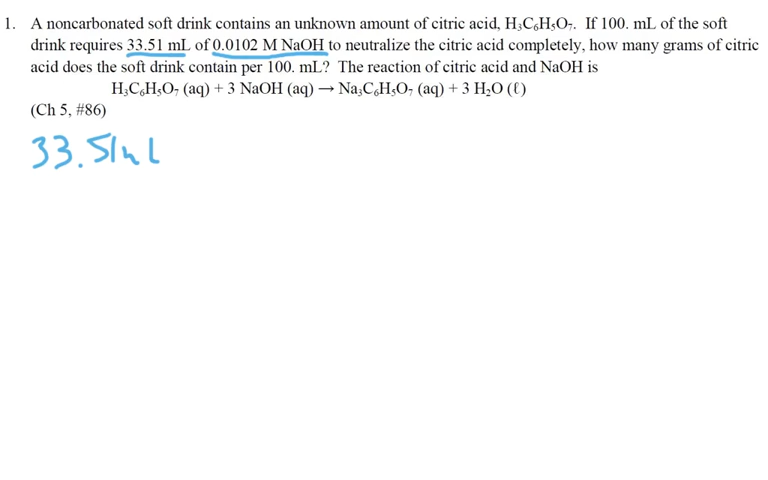 1. A noncarbonated soft drink contains an unknown amount of citric acid, H₃C₆H₅O₇. If 100. mL of the soft
drink requires 33.51 mL of 0.0102 M NaOH to neutralize the citric acid completely, how many grams of citric
acid does the soft drink contain per 100. mL? The reaction of citric acid and NaOH is
H₃C₆H₅O₇ (aq) + 3 NaOH (aq) → Na₃C₆H₅O₇ (aq) + 3 H₂O (ℓ)
(Ch 5, #86)
33.51mL